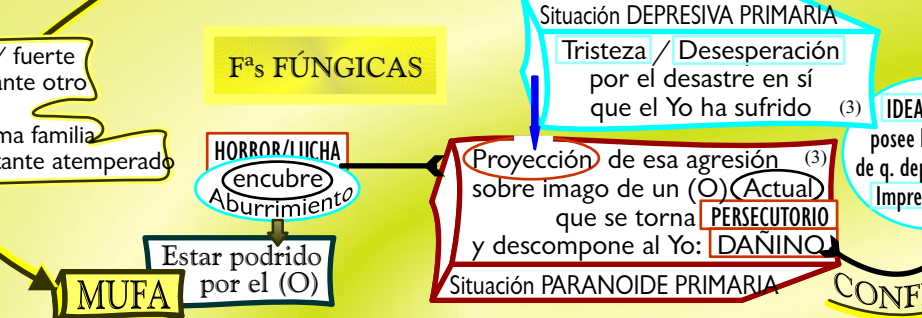 / fuerte
ante otro
ma familia
tante atemperado
FªS FÚNGICAS
HORROR/LUCHA
encubre
Aburrimiento
Estar podrido
por el (O)
MUFA
Situación DEPRESIVA PRIMARIA
Tristeza / Desesperación
por el desastre en sí
que el Yo ha sufrido (3)
Proyección de esa agresión (3)
sobre imago de un (O) Actual
que se torna PERSECUTORIO
y descompone al Yo: DAÑINO
Situación PARANOIDE PRIMARIA
IDEA
posee
de q. dep
Impre
CONF